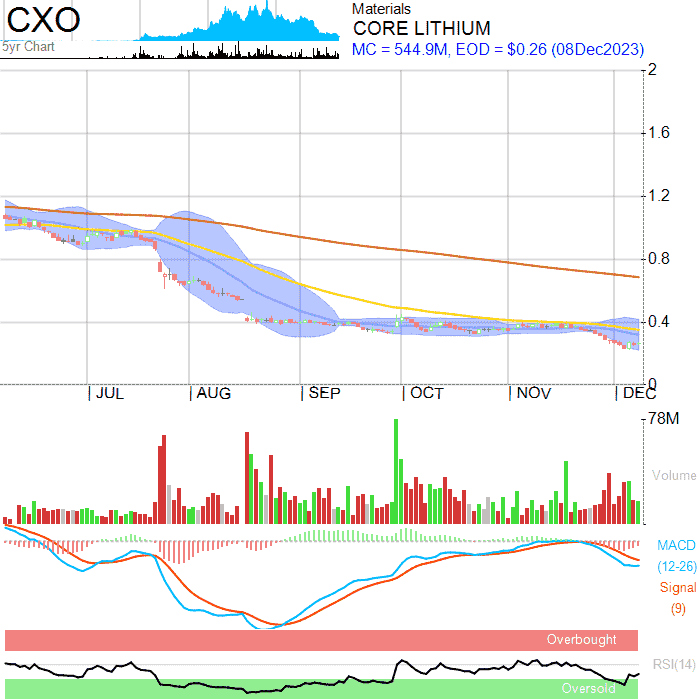 CXO
5yr Chart
Materials
CORE LITHIUM
MC = 544.9M, EOD = $0.26 (08Dec2023)
2
1.6
1.2
0.8
0.4
0
JUL AUG SEP OCT NOV DEC
78M
Volume
MACD
(12-26)
Signal
(9)
Overbought
RSI(14)
Oversold